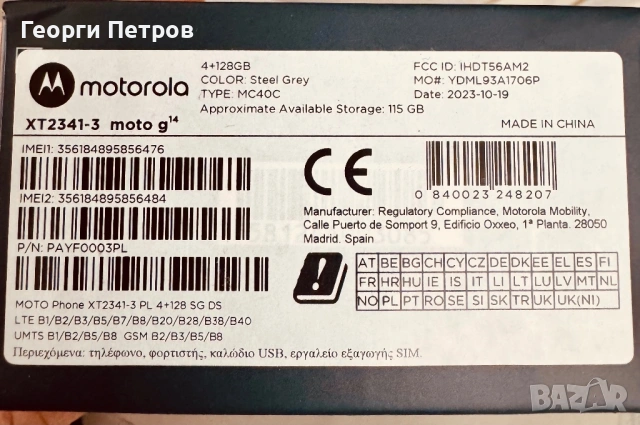 Георги Петров
motorola
4+128GB
COLOR: Steel Grey
TYPE: MC40C
Approximate Available Storage: 115 GB
FCC ID: IHDT56AM2
MO#: YDML93A1706P
Date: 2023-10-19
XT2341-3 moto g¹⁴
MADE IN CHINA
IMEI1: 356184895856476
IMEI2: 356184895856484
P/N: PAYF0003PL
CE
0 840023 248207
Manufacturer: Regulatory Compliance, Motorola Mobility,
Calle Puerto de Somport 9, Edificio Oxxeo, 1ª Planta. 28050
Madrid. Spain
AT BE BG CH CY CZ DE DK EE EL ES FI
FR HR HU IE IS IT LI LT LU LV MT NL
NO PL PT RO SE SI SK TR UK UK(NI)
MOTO Phone XT2341-3 PL 4+128 SG DS
LTE B1/B2/B3/B5/B7/B8/B20/B28/B38/B40
UMTS B1/B2/B5/B8 GSM B2/B3/B5/B8
Περιεχόμενα: τηλέφωνο, φορτιστής, καλώδιο USB, εργαλείο εξαγωγής SIM.
BAZAR